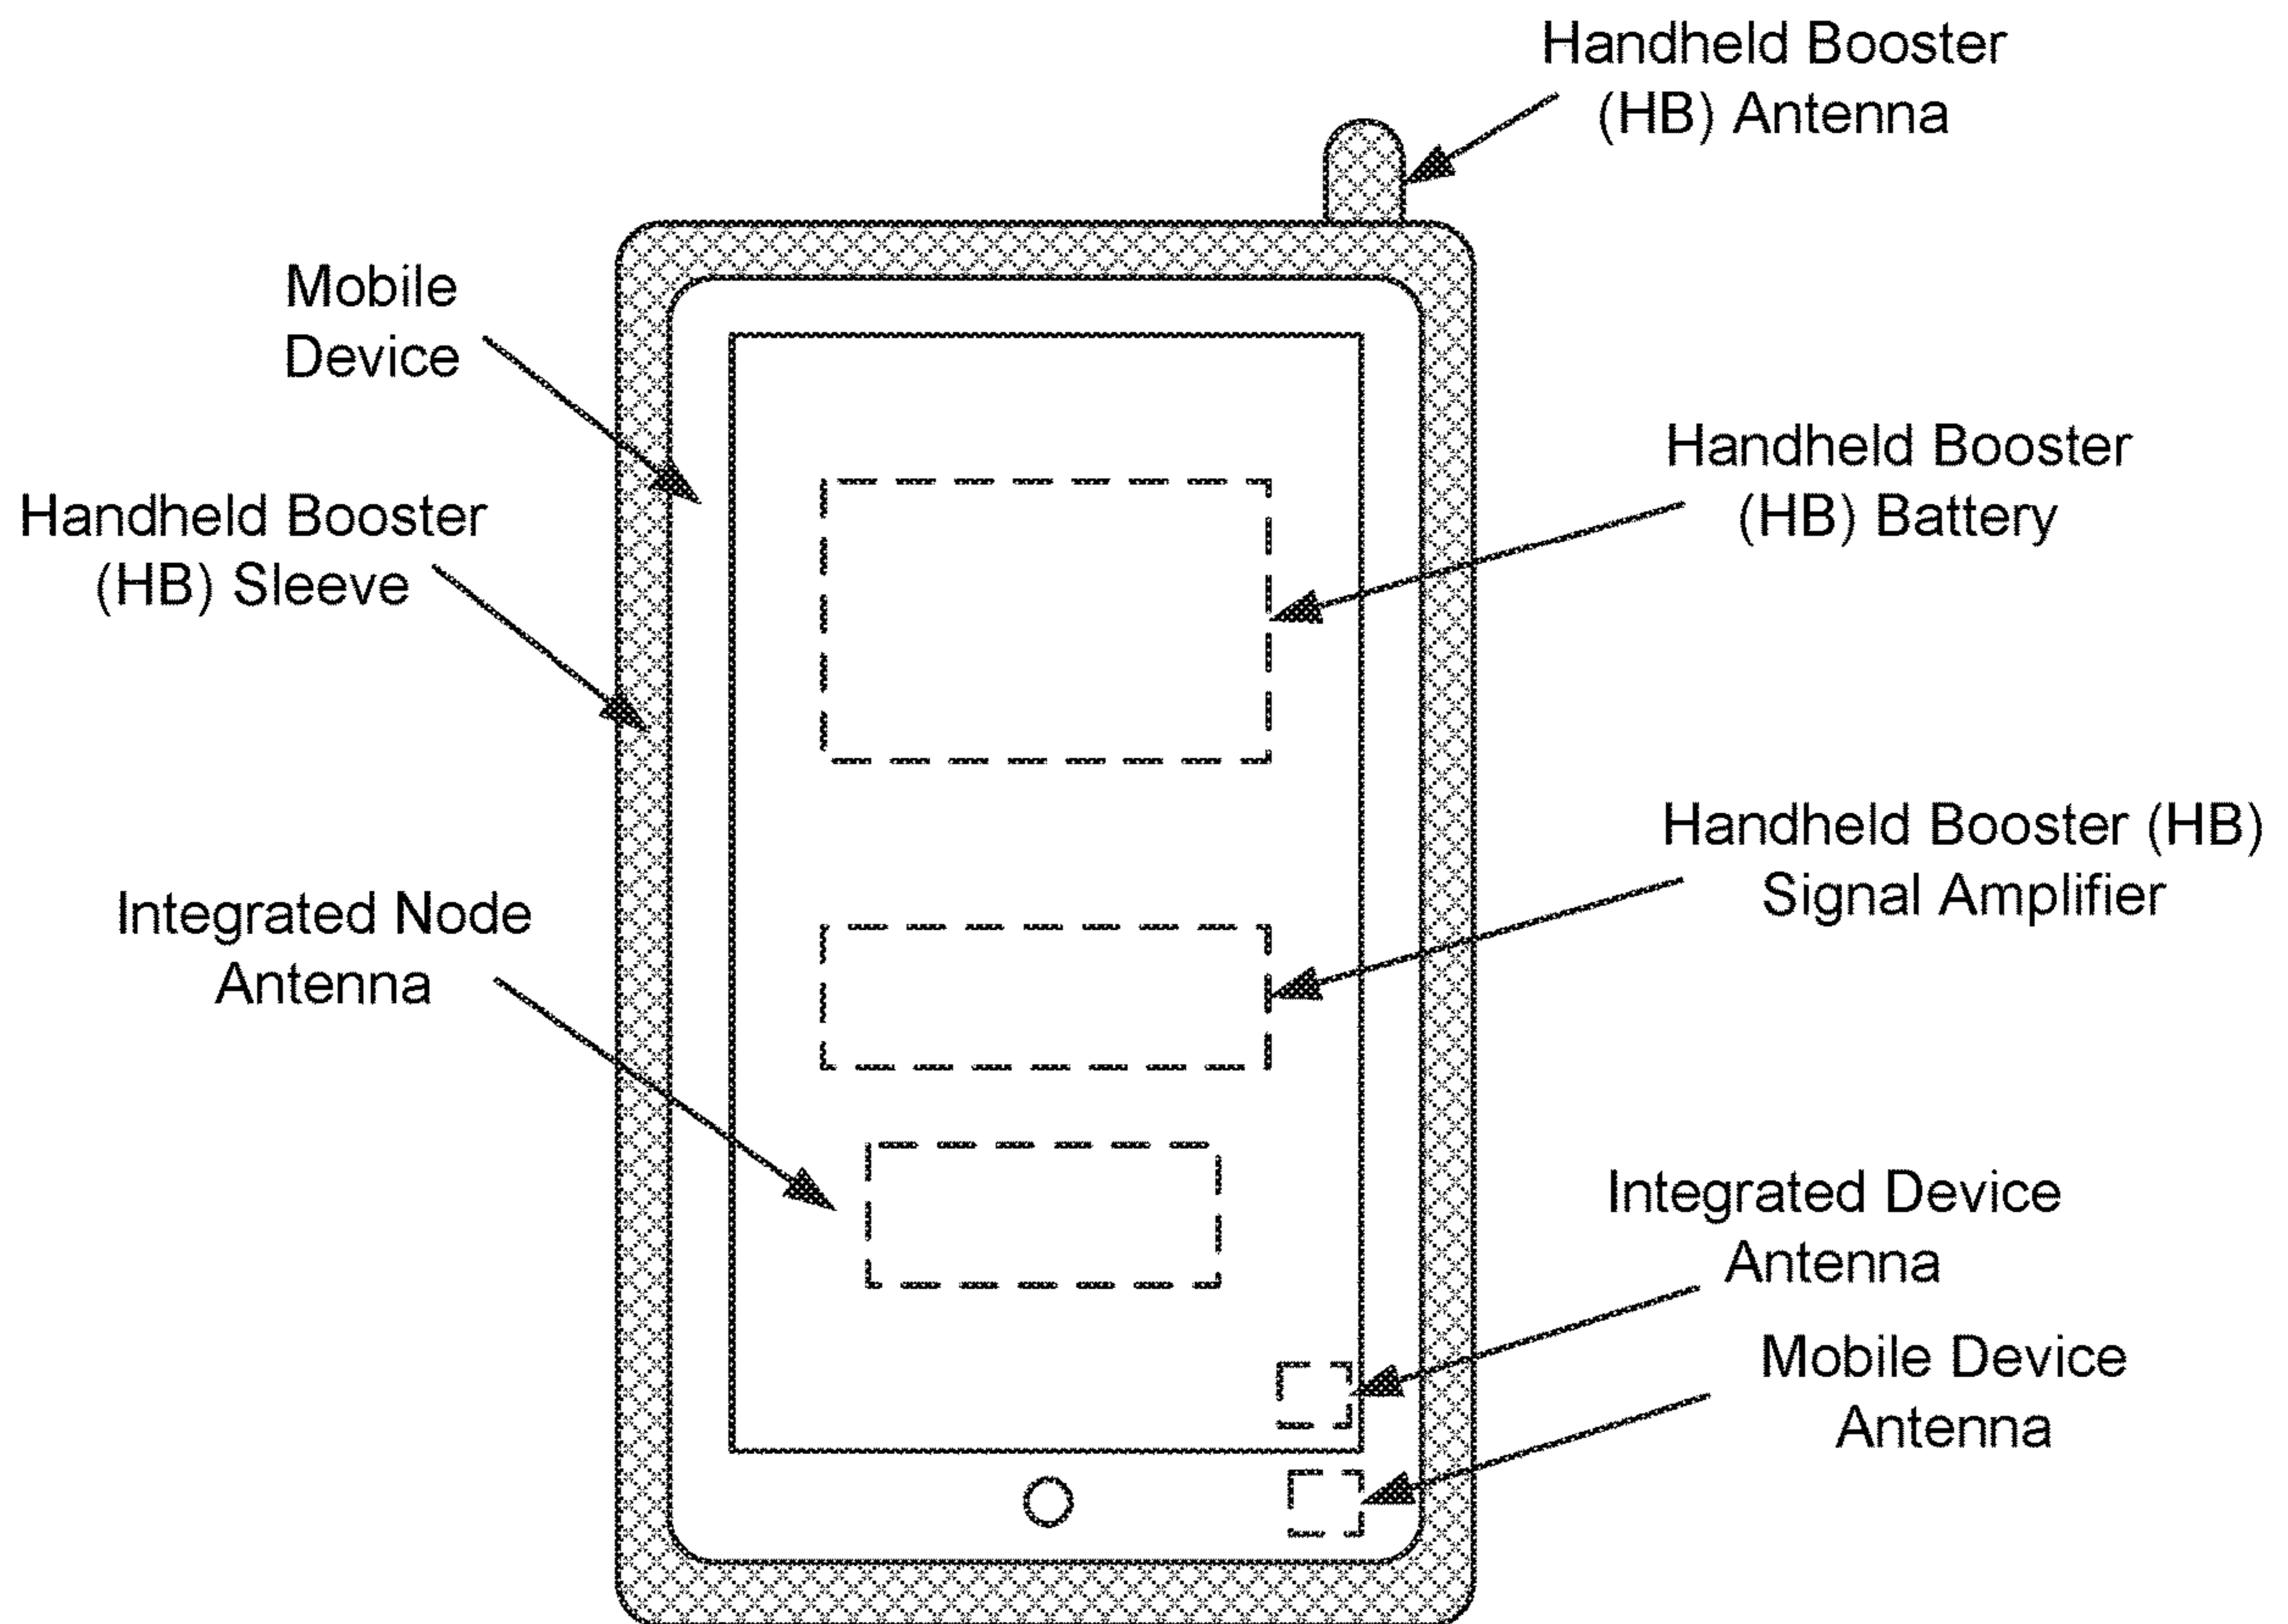 Handheld Booster
(HB) Antenna
Mobile
Device
Handheld Booster
(HB) Battery
Handheld Booster
(HB) Sleeve
Handheld Booster (HB)
Signal Amplifier
Integrated Node
Antenna
Integrated Device
Antenna
Mobile Device
Antenna